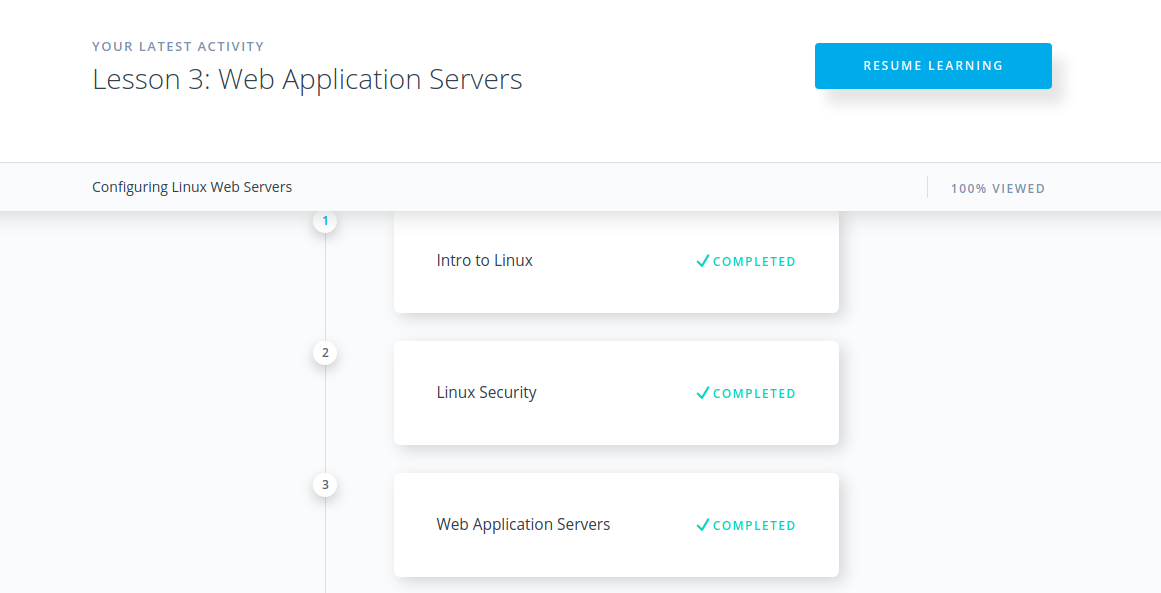 YOUR LATEST ACTIVITY
Lesson 3: Web Application Servers
RESUME LEARNING
Configuring Linux Web Servers
100% VIEWED
1
Intro to Linux
COMPLETED
2
Linux Security
COMPLETED
3
Web Application Servers
COMPLETED